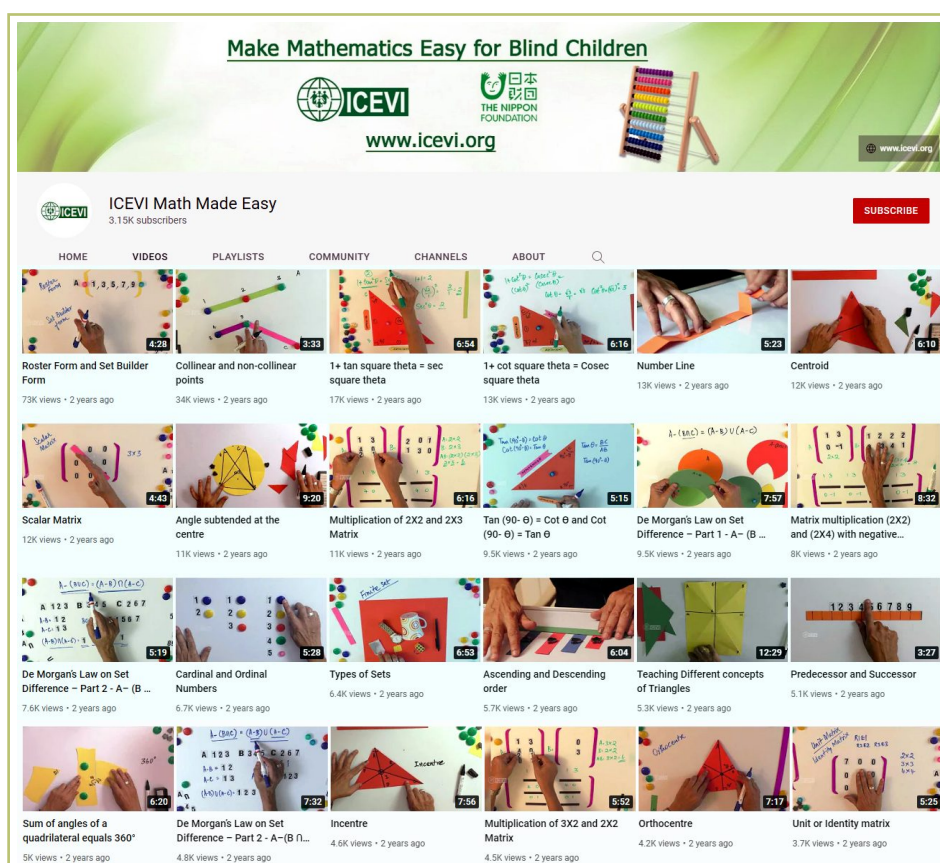 Make Mathematics Easy for Blind Children
ICEVI
日本
財団
THE NIPPON
FOUNDATION
www.icevi.org
www.icevi.org
ICEVI
ICEVI Math Made Easy
3.15K subscribers
SUBSCRIBE
HOME VIDEOS PLAYLISTS COMMUNITY CHANNELS ABOUT
4:28 3:33 6:54 6:16 5:23 6:10
Roster Form and Set Builder
Form
73K views • 2 years ago
Collinear and non-collinear
points
34K views • 2 years ago
1+ tan square theta = sec
square theta
17K views • 2 years ago
1+ cot square theta = Cosec
square theta
13K views • 2 years ago
Number Line
13K views • 2 years ago
Centroid
12K views • 2 years ago
4:43 9:20 6:16 5:15 7:57 8:32
Scalar Matrix
12K views • 2 years ago
Angle subtended at the
centre
11K views • 2 years ago
Multiplication of 2X2 and 2X3
Matrix
11K views • 2 years ago
Tan (90- Θ) = Cot Θ and Cot
(90- Θ) = Tan Θ
9.5K views • 2 years ago
De Morgan's Law on Set
Difference – Part 1 - A– (B ...
9.5K views • 2 years ago
Matrix multiplication (2X2)
and (2X4) with negative...
8K views • 2 years ago
5:19 5:28 6:53 6:04 12:29 3:27
De Morgan's Law on Set
Difference – Part 2 - A– (B ...
7.6K views • 2 years ago
Cardinal and Ordinal
Numbers
6.7K views • 2 years ago
Types of Sets
6.4K views • 2 years ago
Ascending and Descending
order
5.7K views • 2 years ago
Teaching Different concepts
of Triangles
5.3K views • 2 years ago
Predecessor and Successor
5.1K views • 2 years ago
6:20 7:32 7:56 5:52 7:17 5:25
Sum of angles of a
quadrilateral equals 360°
5K views • 2 years ago
De Morgan's Law on Set
Difference – Part 2 - A–(B ∩...
4.8K views • 2 years ago
Incentre
4.6K views • 2 years ago
Multiplication of 3X2 and 2X2
Matrix
4.5K views • 2 years ago
Orthocentre
4.2K views • 2 years ago
Unit or Identity matrix
3.7K views • 2 years ago